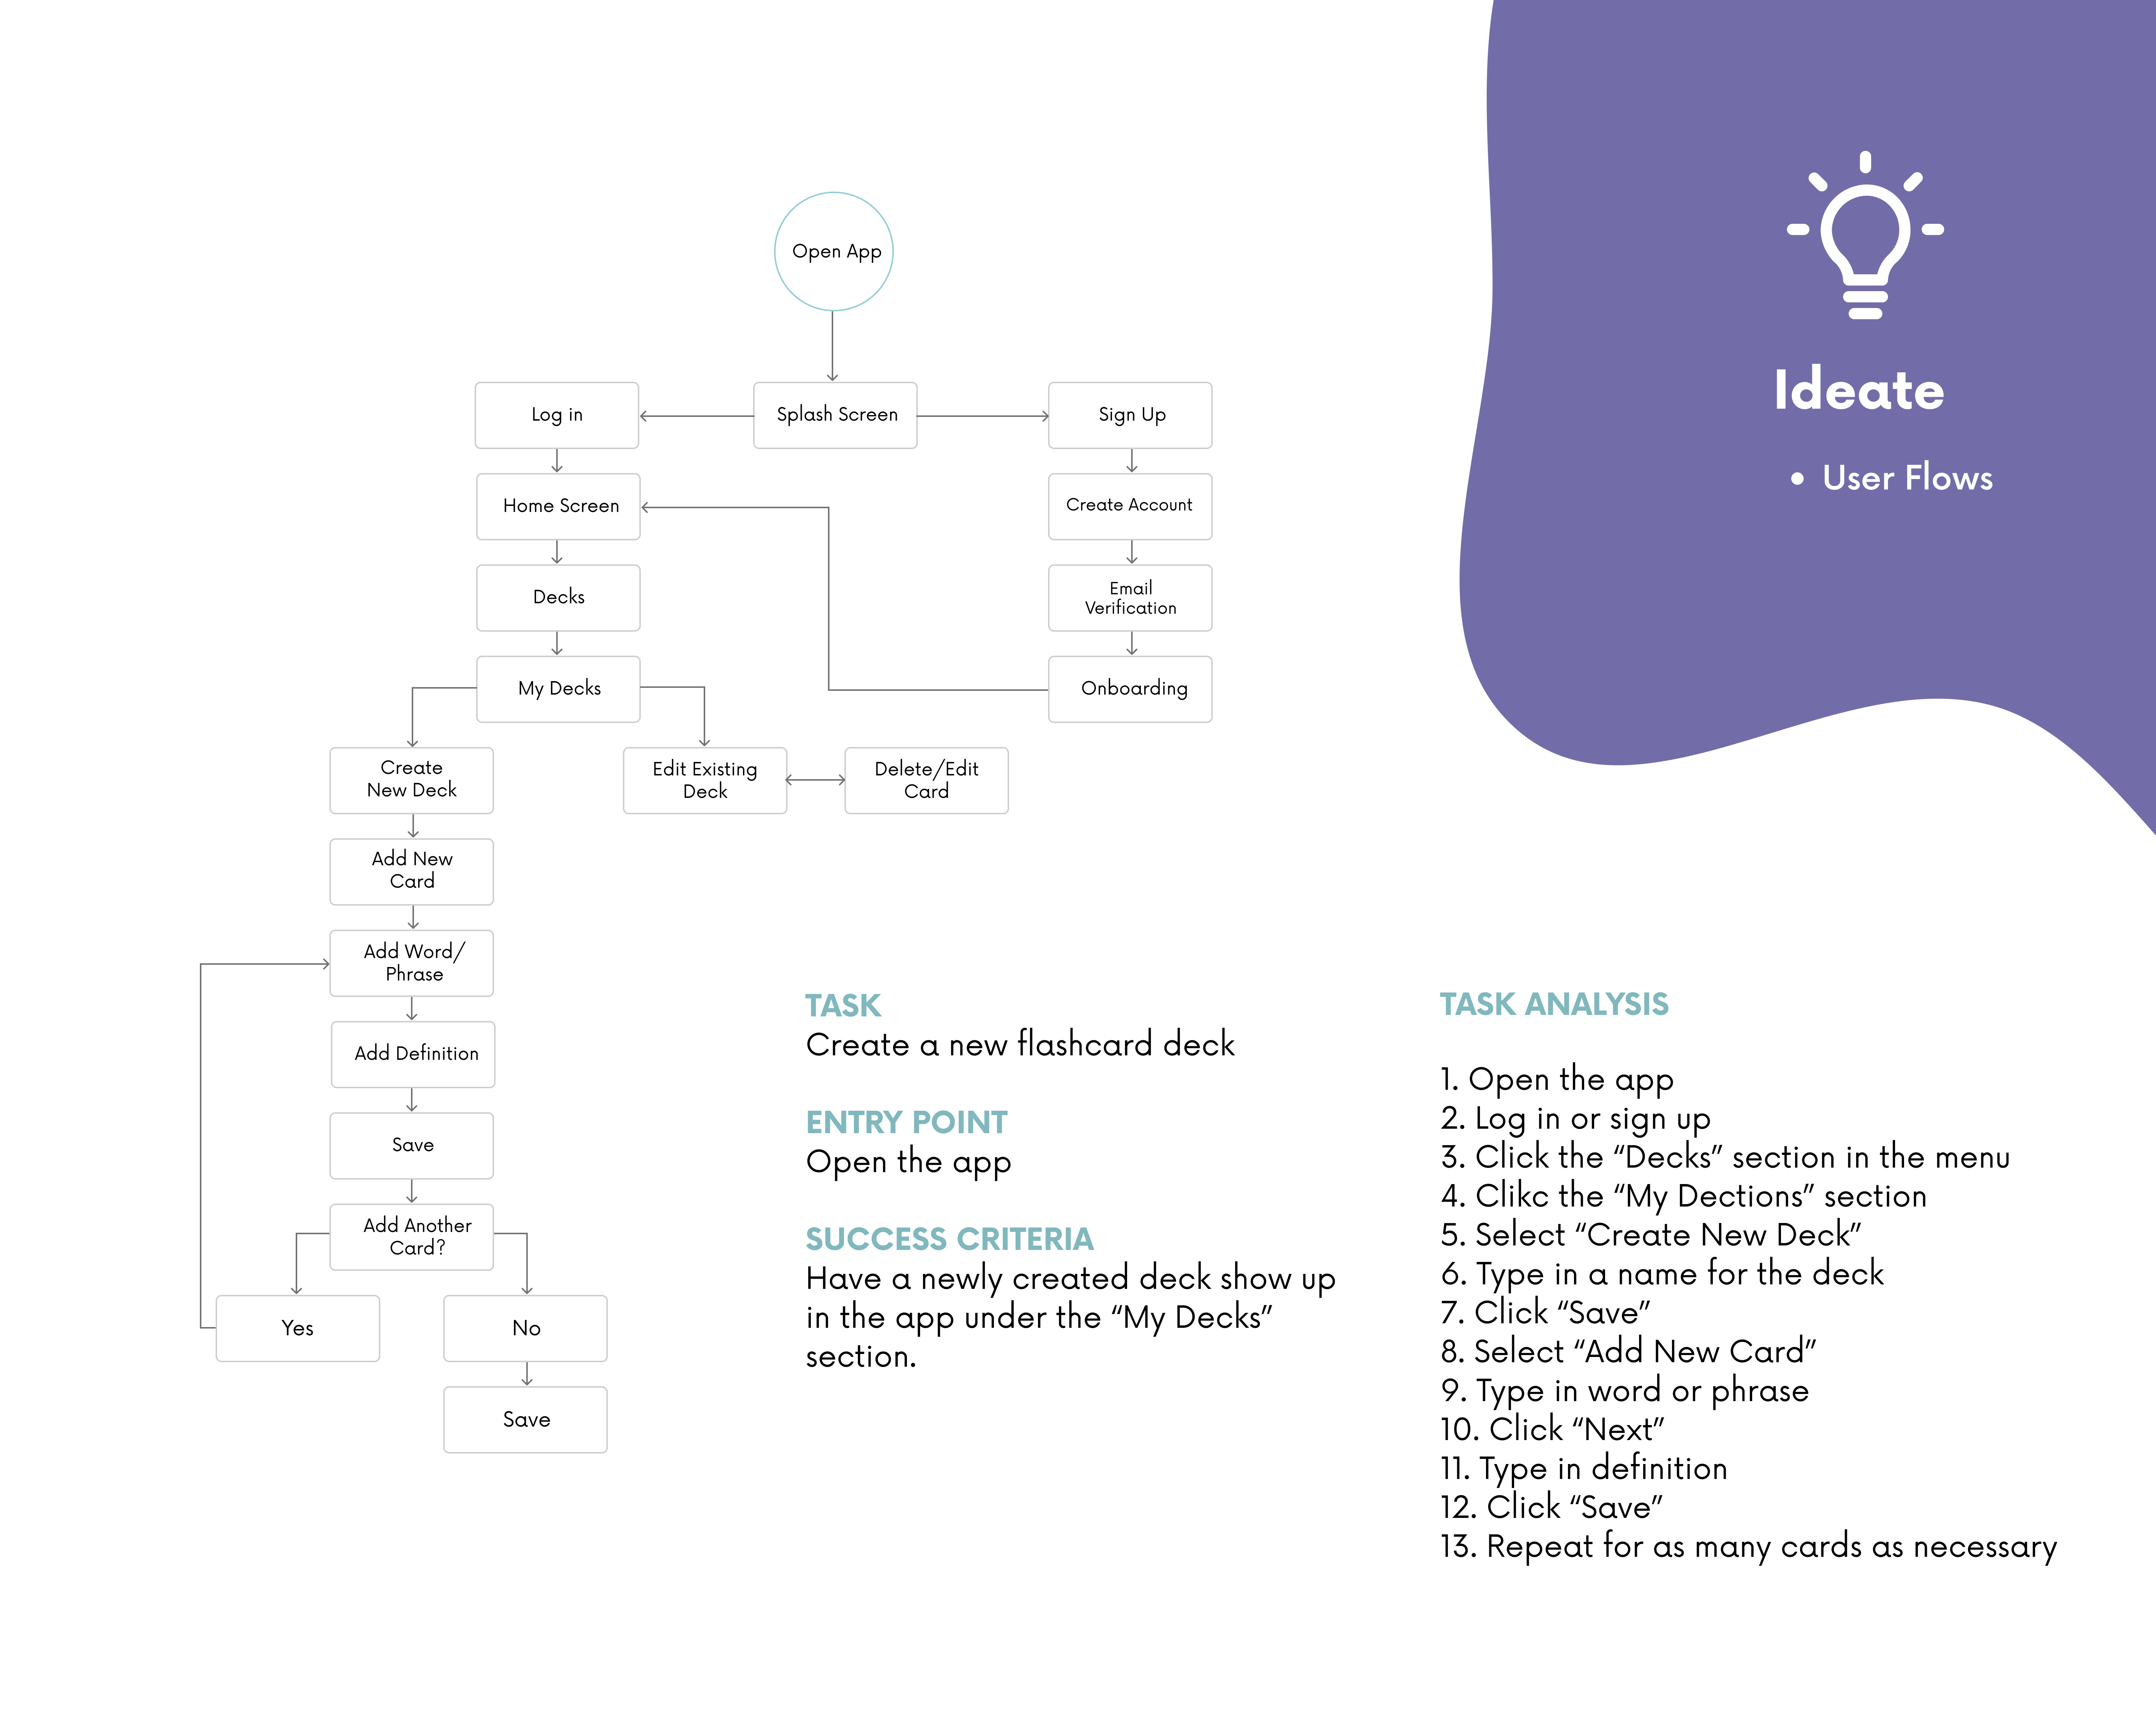 Open App
Log in
Splash Screen
Sign Up
Home Screen
Create Account
Decks
Email
Verification
My Decks
Onboarding
Create
New Deck
Edit Existing
Deck
Delete/Edit
Card
Add New
Card
Add Word/
Phrase
Add Definition
Save
Add Another
Card?
Yes
No
Save
Ideate
• User Flows
TASK
Create a new flashcard deck
ENTRY POINT
Open the app
SUCCESS CRITERIA
Have a newly created deck show up
in the app under the “My Decks”
section.
TASK ANALYSIS
1. Open the app
2. Log in or sign up
3. Click the “Decks” section in the menu
4. Clikc the “My Dections” section
5. Select “Create New Deck”
6. Type in a name for the deck
7. Click “Save”
8. Select “Add New Card”
9. Type in word or phrase
10. Click “Next”
11. Type in definition
12. Click “Save”
13. Repeat for as many cards as necessary